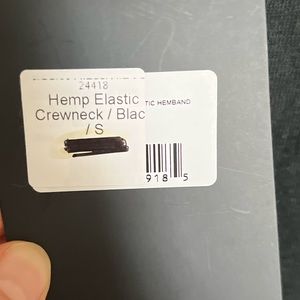 24418
Hemp Elastic
Crewneck / Blac
/ S
TIC HEMBAND
918 5